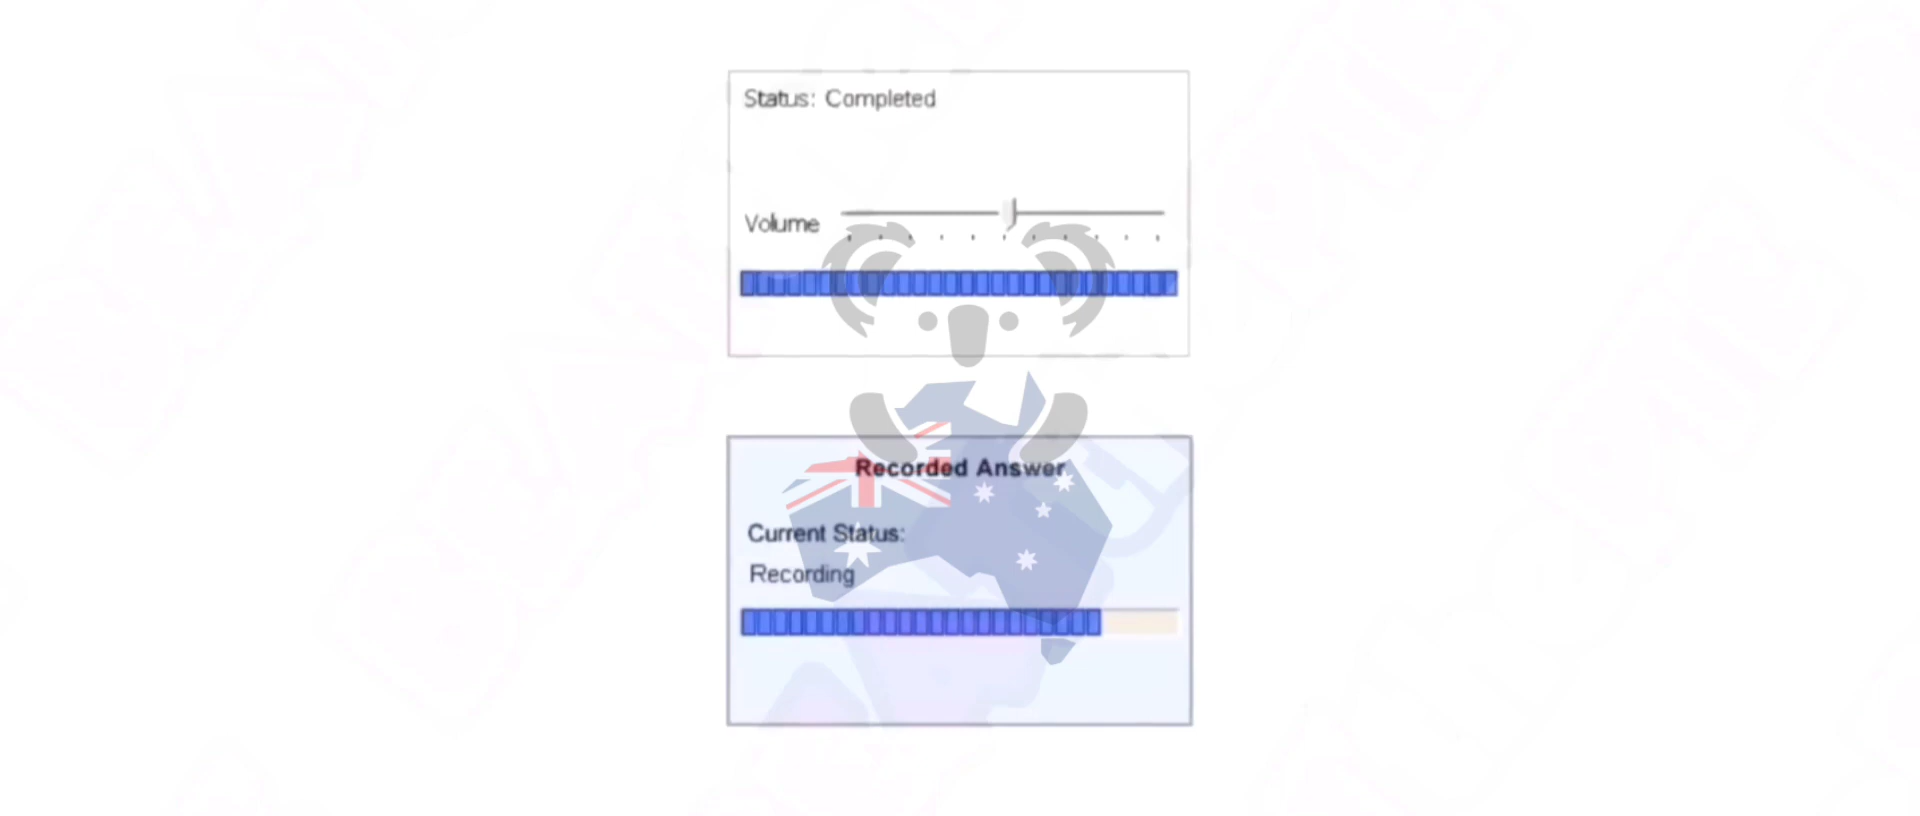 Status: Completed
Volume
Recorded Answer
Current Status:
Recording